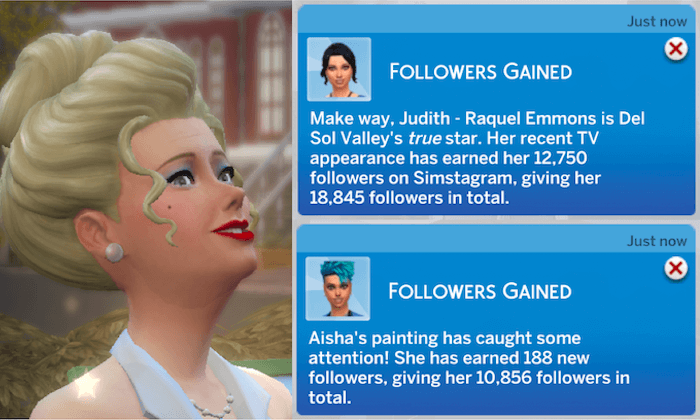 Just now
FOLLOWERS GAINED
Make way, Judith - Raquel Emmons is Del
Sol Valley's true star. Her recent TV
appearance has earned her 12,750
followers on Simstagram, giving her
18,845 followers in total.
Just now
FOLLOWERS GAINED
Aisha's painting has caught some
attention! She has earned 188 new
followers, giving her 10,856 followers in
total.